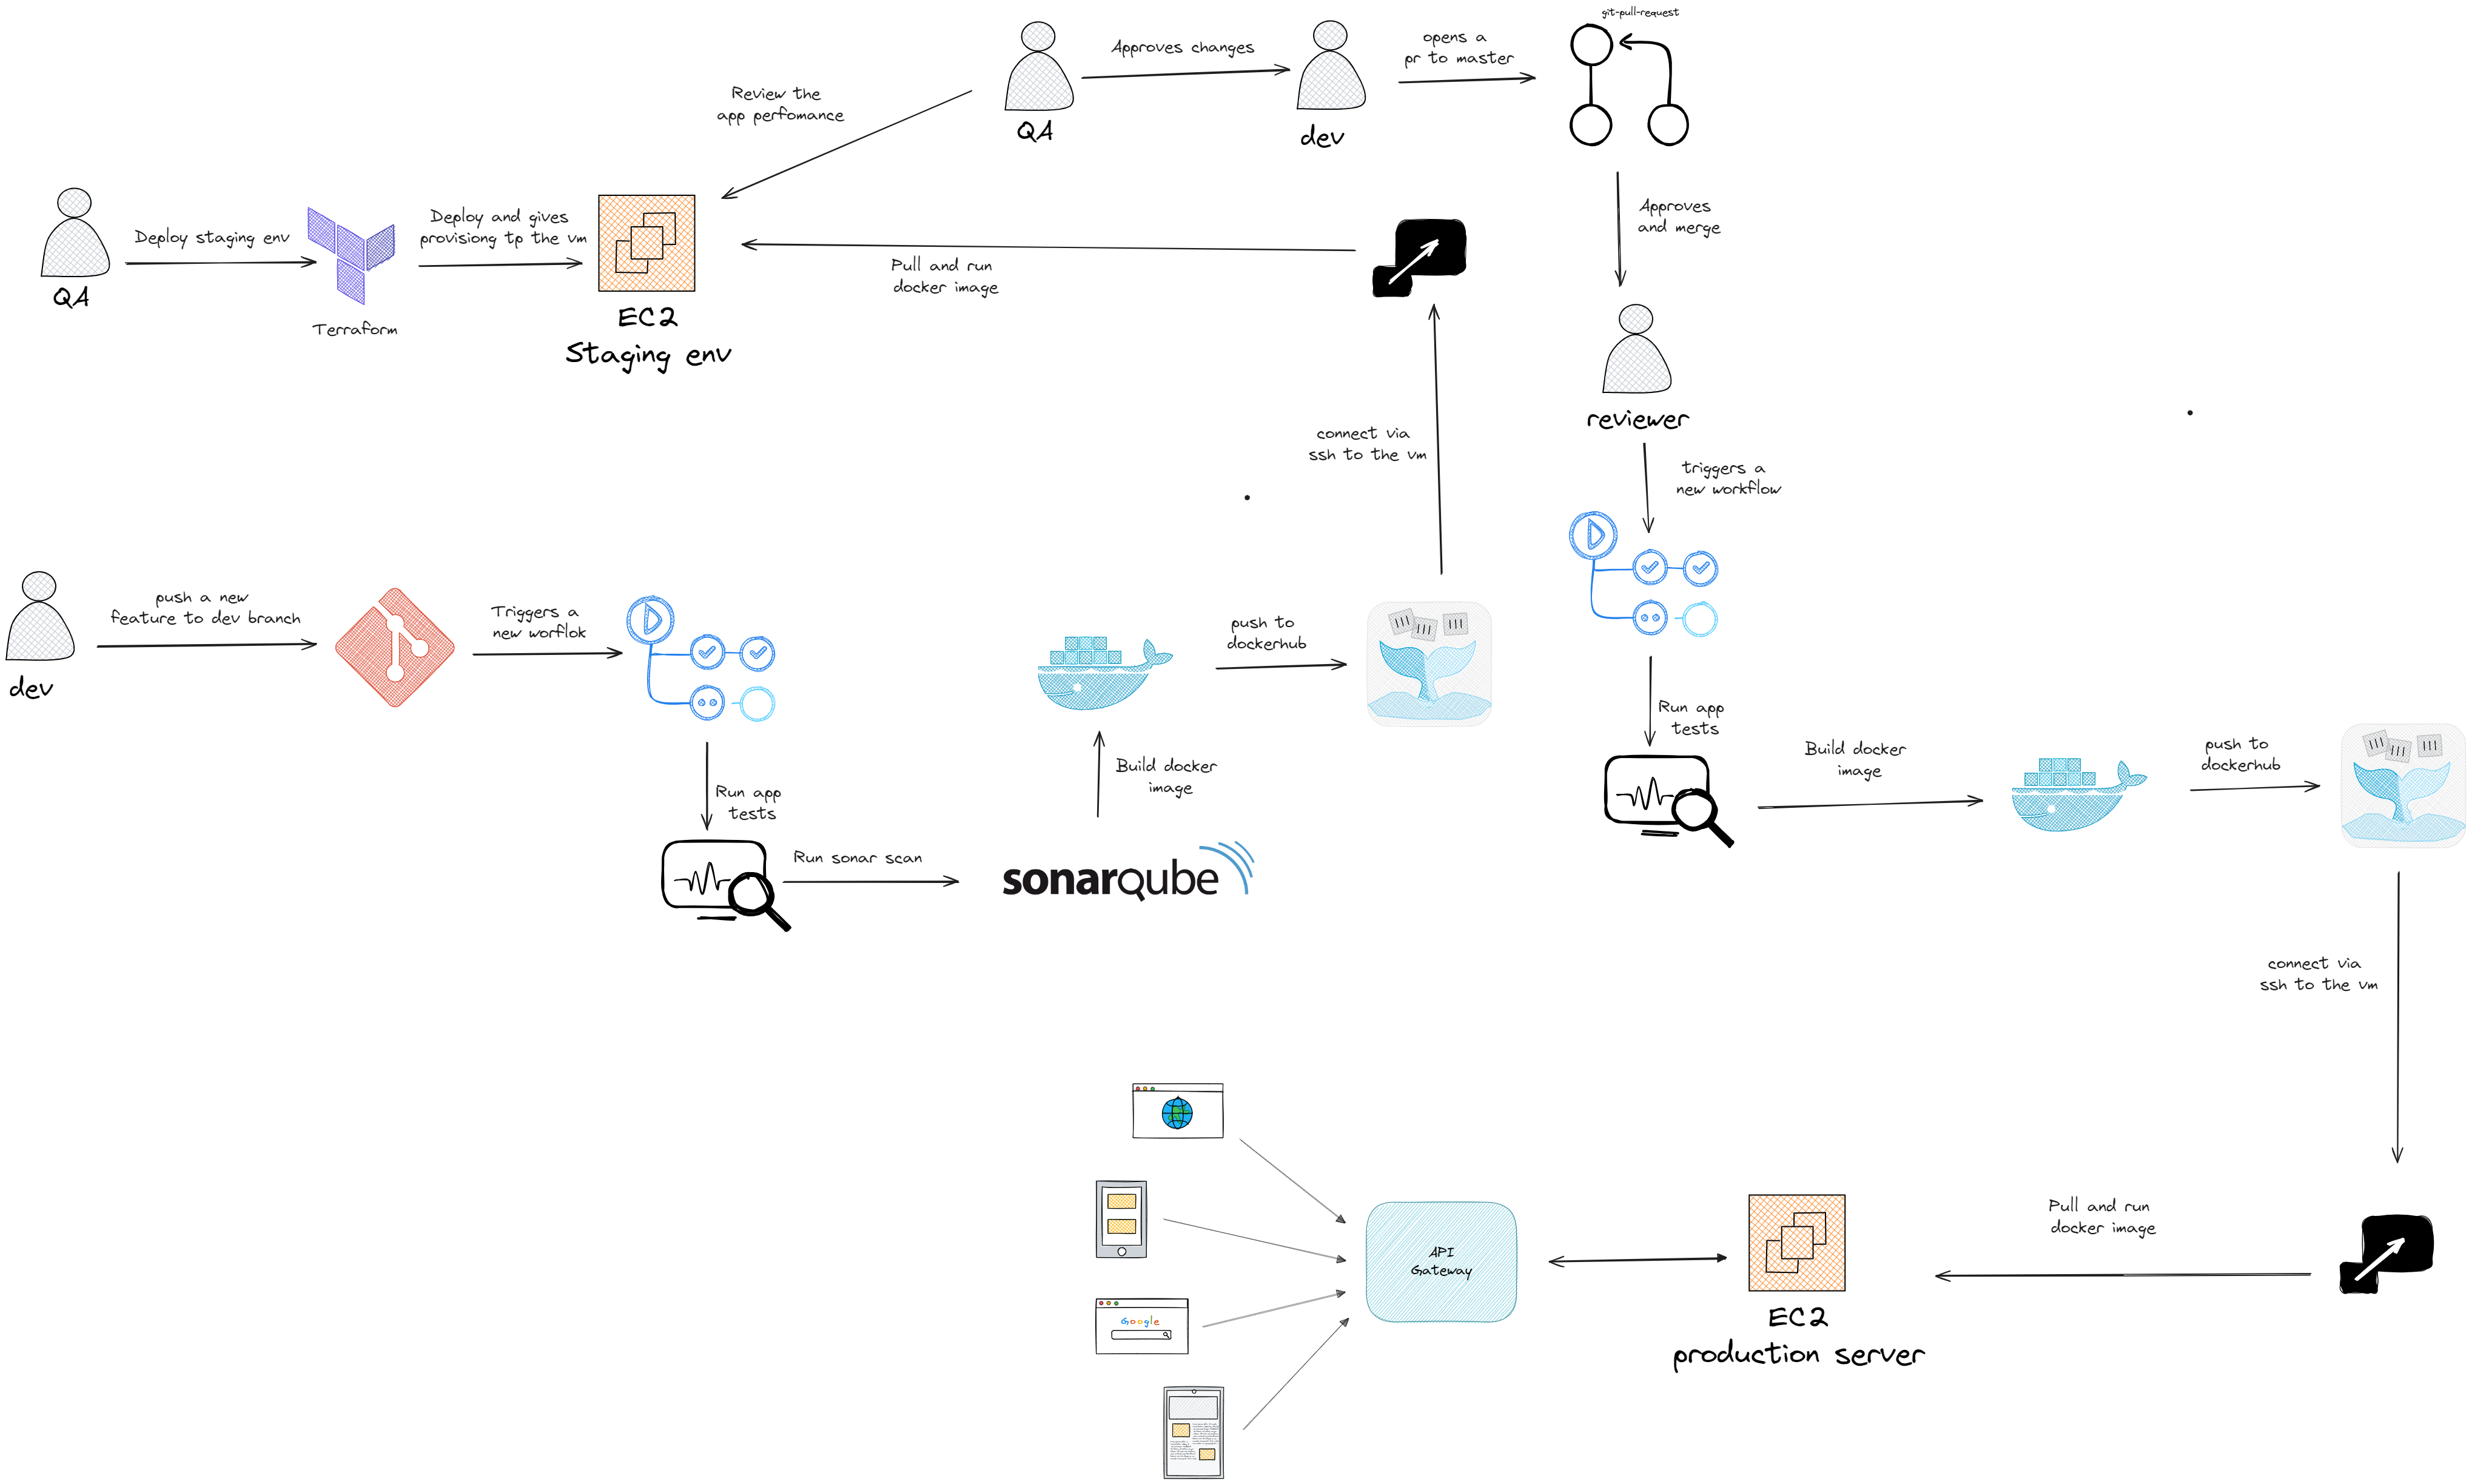 git-pull-request
Approves changes
opens a
pr to master
QA
dev
Review the
app perfomance
Approves
and merge
Deploy staging env
Deploy and gives
provisiong tp the vm
QA
Terraform
EC2
Staging env
Pull and run
docker image
reviewer
connect via
ssh to the vm
triggers a
new workflow
push a new
feature to dev branch
Triggers a
new worflok
dev
push to
dockerhub
Run app
tests
Build docker
image
Run app
tests
Run sonar scan
sonarqube
Build docker
image
push to
dockerhub
connect via
ssh to the vm
API
Gateway
Google
EC2
production server
Pull and run
docker image